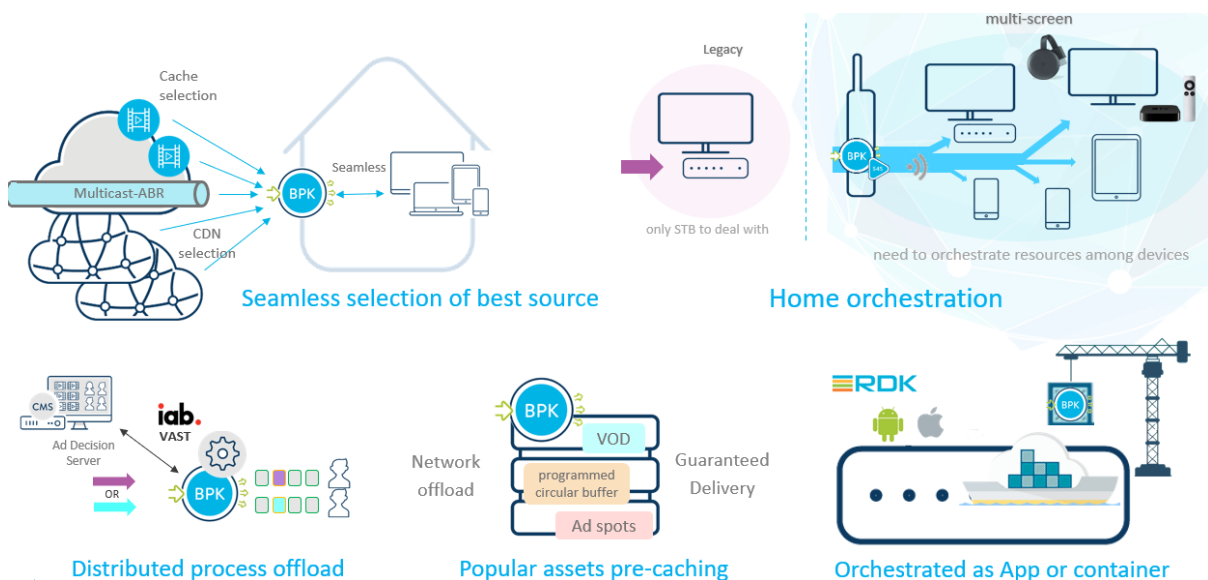 Cache
selection
Multicast-ABR
CDN
selection
BPK
Seamless
Seamless selection of best source
Legacy
only STB to deal with
multi-screen
BPK
S4S
need to orchestrate resources among devices
Home orchestration
CMS
Ad Decision
Server
iab.
VAST
OR
BPK
Distributed process offload
BPK
VOD
Network
offload
programmed
circular buffer
Guaranteed
Delivery
Ad spots
Popular assets pre-caching
RDK
BPK
Orchestrated as App or container